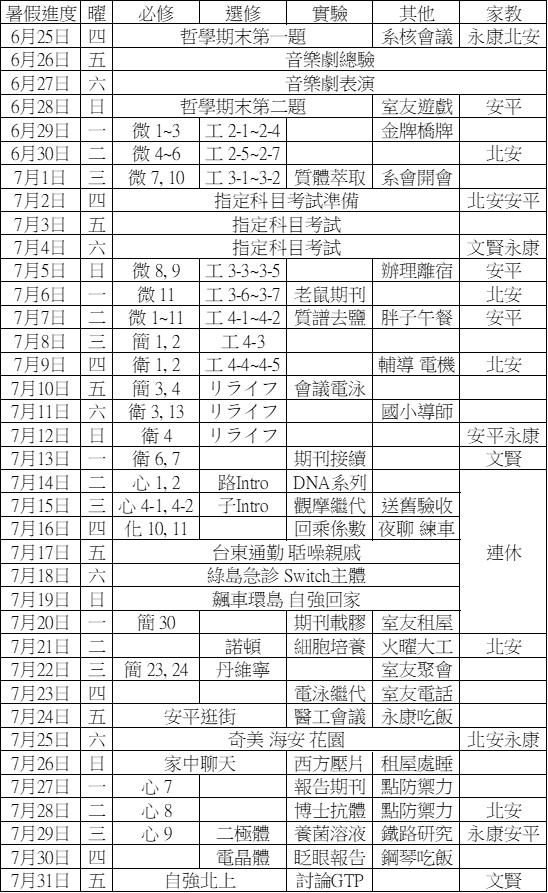 暑假進度 曜 必修 選修 實驗 其他 家教
6月25日 四 哲學期末第一題 系核會議 永康北安
6月26日 五 音樂劇總驗
6月27日 六 音樂劇表演
6月28日 日 哲學期末第二題 室友遊戲 安平
6月29日 一 微 1~3 工 2-1~2-4 金牌橋牌
6月30日 二 微 4~6 工 2-5~2-7 北安
7月1日 三 微 7, 10 工 3-1~3-2 質體萃取 系會開會
7月2日 四 指定科目考試準備 北安安平
7月3日 五 指定科目考試
7月4日 六 指定科目考試 文賢永康
7月5日 日 微 8, 9 工 3-3~3-5 辦理離宿 安平
7月6日 一 微 11 工 3-6~3-7 老鼠期刊 北安
7月7日 二 微 1~11 工 4-1~4-2 質譜去鹽 胖子午餐 安平
7月8日 三 簡 1, 2 工 4-3
7月9日 四 衛 1, 2 工 4-4~4-5 輔導 電機 北安
7月10日 五 簡 3, 4 リライフ 會議電泳
7月11日 六 衛 3, 13 リライフ 國小導師
7月12日 日 衛 4 リライフ 安平永康
7月13日 一 衛 6, 7 期刊接續 文賢
7月14日 二 心 1, 2 路Intro DNA系列
7月15日 三 心 4-1, 4-2 子Intro 觀摩繼代 送舊驗收
7月16日 四 化 10, 11 回乘係數 夜聊 練車
7月17日 五 台東通勤 聒噪親戚 連休
7月18日 六 綠島急診 Switch主體
7月19日 日 飆車環島 自強回家
7月20日 一 簡 30 期刊載膠 室友租屋
7月21日 二 諾頓 細胞培養 火曜大工 北安
7月22日 三 簡 23, 24 丹維寧 室友聚會
7月23日 四 電泳繼代 室友電話
7月24日 五 安平逛街 醫工會議 永康吃飯
7月25日 六 奇美 海安 花園 北安永康
7月26日 日 家中聊天 西方壓片 租屋處睡
7月27日 一 心 7 報告期刊 點防禦力
7月28日 二 心 8 博士抗體 點防禦力 北安
7月29日 三 心 9 二極體 養菌溶液 鐵路研究 永康安平
7月30日 四 電晶體 眨眼報告 鋼琴吃飯
7月31日 五 自強北上 討論GTP 文賢